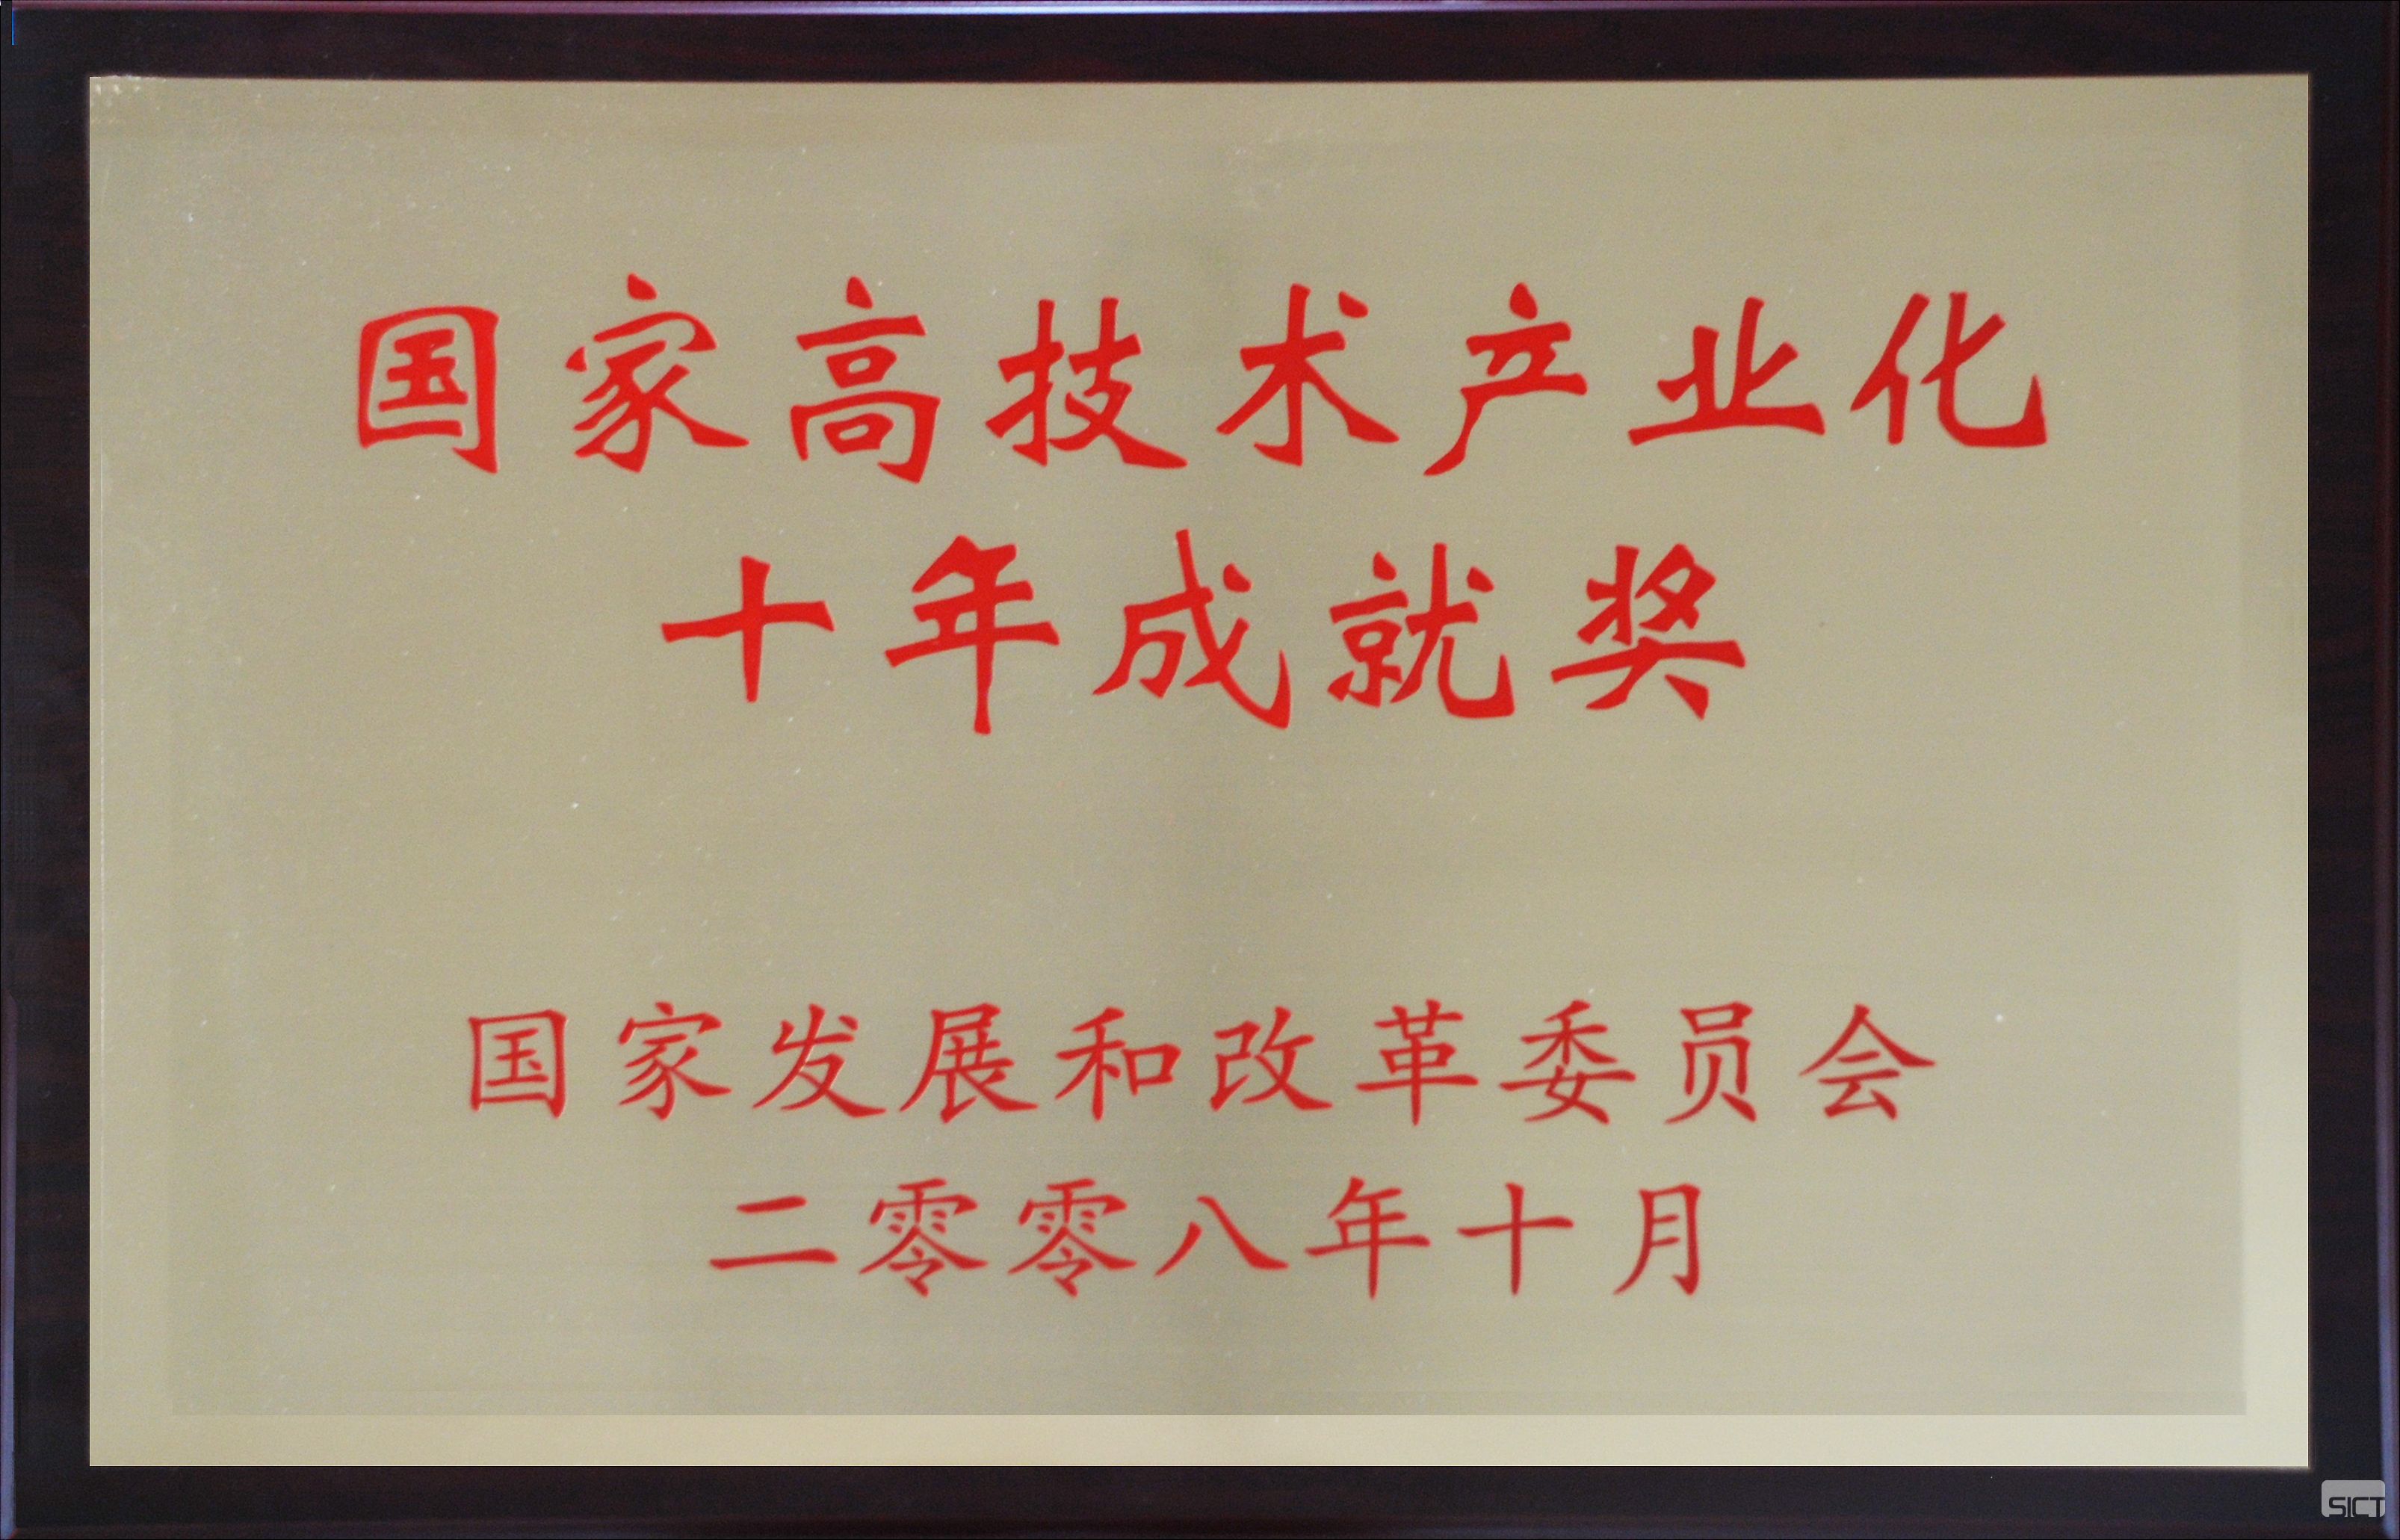 国家高技术产业化
十年成就奖
国家发展和改革委员会
二零零八年十月
SICT